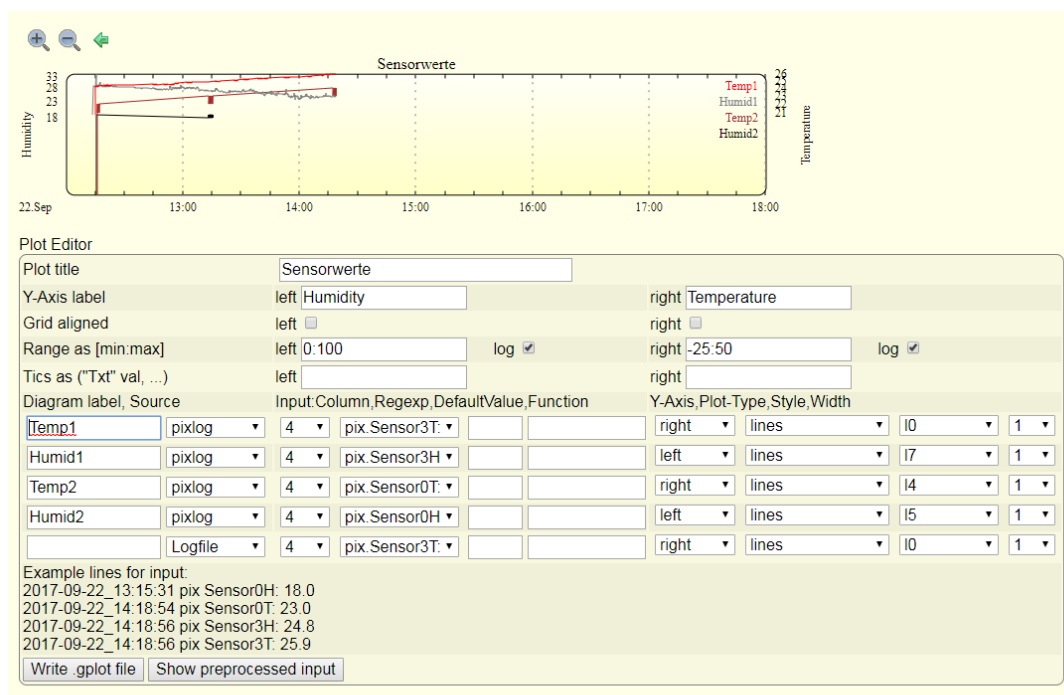 Sensorwerte
33
28
23
18
Humidity
26
25
24
23
22
21
Temperature
Temp1
Humid1
Temp2
Humid2
22.Sep 13:00 14:00 15:00 16:00 17:00 18:00
Plot Editor
Plot title Sensorwerte
Y-Axis label left Humidity right Temperature
Grid aligned left right
Range as [min:max] left 0:100 log right -25:50 log
Tics as ("Txt" val, ...) left right
Diagram label, Source Input:Column,Regexp,DefaultValue,Function Y-Axis,Plot-Type,Style,Width
Temp1 pixlog 4 pix.Sensor3T: right lines l0 1
Humid1 pixlog 4 pix.Sensor3H left lines l7 1
Temp2 pixlog 4 pix.Sensor0T: right lines l4 1
Humid2 pixlog 4 pix.Sensor0H left lines l5 1
Logfile 4 pix.Sensor3T: right lines l0 1
Example lines for input:
2017-09-22_13:15:31 pix Sensor0H: 18.0
2017-09-22_14:18:54 pix Sensor0T: 23.0
2017-09-22_14:18:56 pix Sensor3H: 24.8
2017-09-22_14:18:56 pix Sensor3T: 25.9
Write .gplot file Show preprocessed input